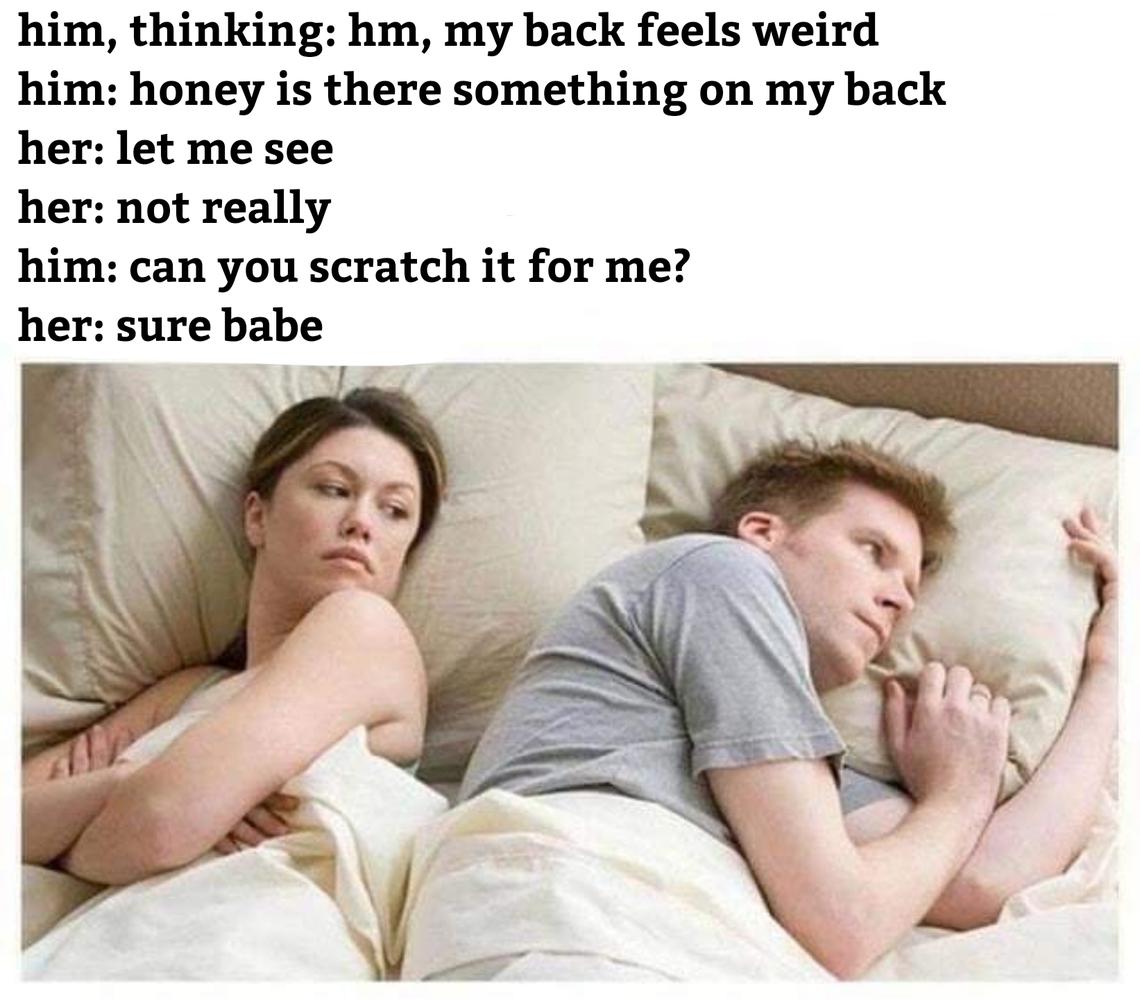 him, thinking: hm, my back feels weird
him: honey is there something on my back
her: let me see
her: not really
him: can you scratch it for me?
her: sure babe